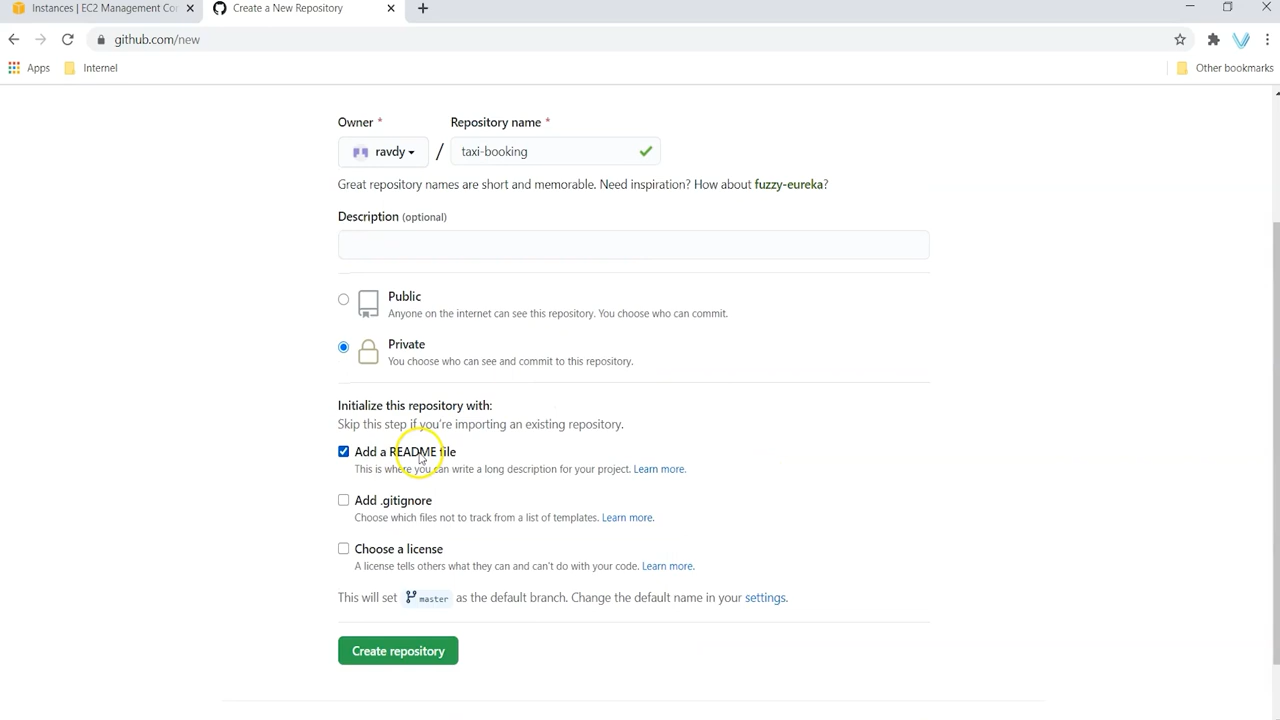 Instances | EC2 Management Co
Create a New Repository
github.com/new
Apps
Internet
Other bookmarks
Owner *
Repository name *
ravdy
/
taxi-booking
Great repository names are short and memorable. Need inspiration? How about fuzzy-eureka?
Description (optional)
Public
Anyone on the internet can see this repository. You choose who can commit.
Private
You choose who can see and commit to this repository.
Initialize this repository with:
Skip this step if you're importing an existing repository.
Add a README file
This is where you can write a long description for your project. Learn more.
Add .gitignore
Choose which files not to track from a list of templates. Learn more.
Choose a license
A license tells others what they can and can't do with your code. Learn more.
This will set master as the default branch. Change the default name in your settings.
Create repository